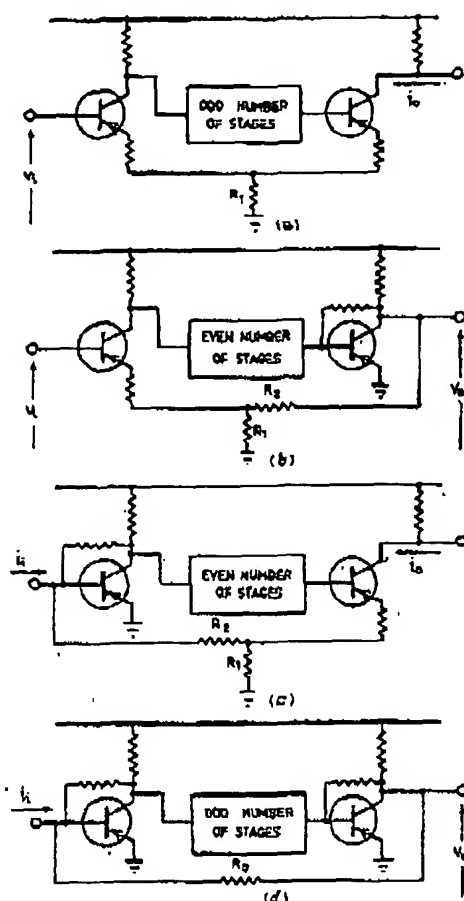 ODD NUMBER
OF STAGES
i₀
R₁
(a)
EVEN NUMBER
OF STAGES
R₂
R₁
(b)
EVEN NUMBER
OF STAGES
i₀
R₂
R₁
(c)
ODD NUMBER
OF STAGES
(d)